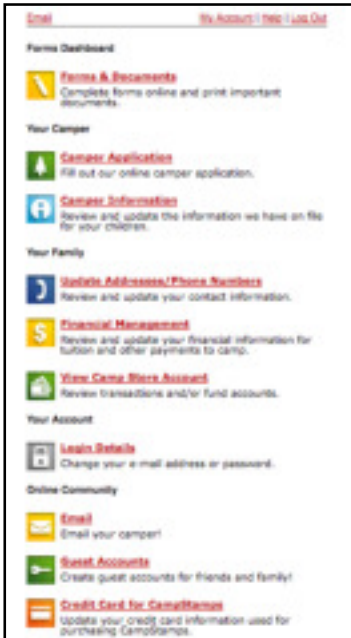 Email My Account | Help | Log Out
Forms Dashboard
Forms & Documents
Complete forms online and print important
documents.
Your Camper
Camper Application
Fill out our online camper application.
Camper Information
Review and update the information we have on file
for your children.
Your Family
Update Addresses/Phone Numbers
Review and update your contact information.
Financial Management
Review and update your financial information for
tuition and other payments to camp.
View Camp Store Account
Review transactions and/or fund accounts.
Your Account
Login Details
Change your e-mail address or password.
Online Community
Email
Email your camper!
Guest Accounts
Create guest accounts for friends and family!
Credit Card for CampStamps
Update your credit card information used for
purchasing CampStamps.